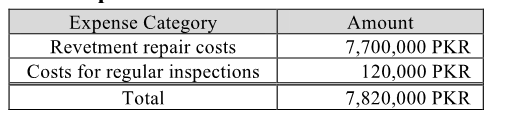 Expense Category Amount
Revetment repair costs 7,700,000 PKR
Costs for regular inspections 120,000 PKR
Total 7,820,000 PKR